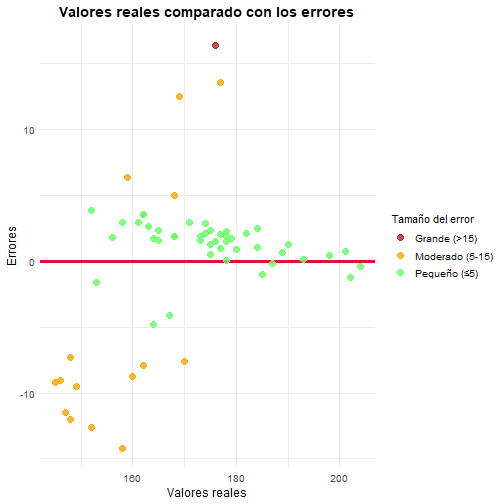 Valores reales comparado con los errores
Errores
10
0
-10
160
180
200
Valores reales
Tamaño del error
Grande (>15)
Moderado (5-15)
Pequeño (≤5)